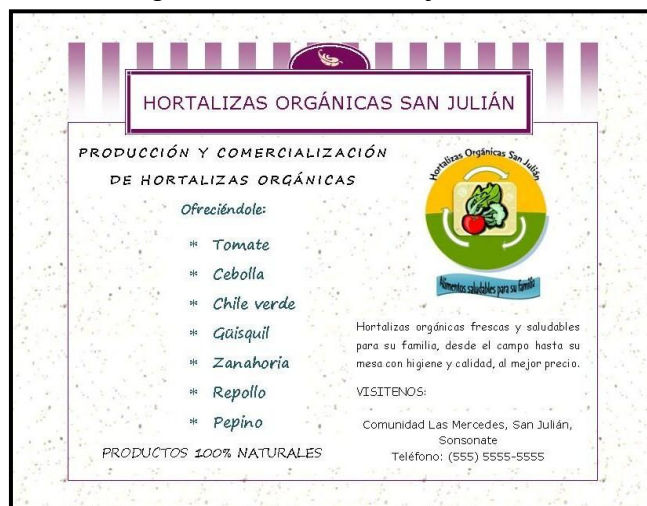 HORTALIZAS ORGÁNICAS SAN JULIÁN
PRODUCCIÓN Y COMERCIALIZACIÓN
DE HORTALIZAS ORGÁNICAS
Ofreciéndole:
* Tomate
* Cebolla
* Chile verde
* Güisquil
* Zanahoria
* Repollo
* Pepino
PRODUCTOS 100% NATURALES
Hortalizas Orgánicas San Julián
Alimentos saludables para su familia
Hortalizas orgánicas frescas y saludables
para su familia, desde el campo hasta su
mesa con higiene y calidad, al mejor precio.
VISITENOS:
Comunidad Las Mercedes, San Julián,
Sonsonate
Teléfono: (555) 5555-5555